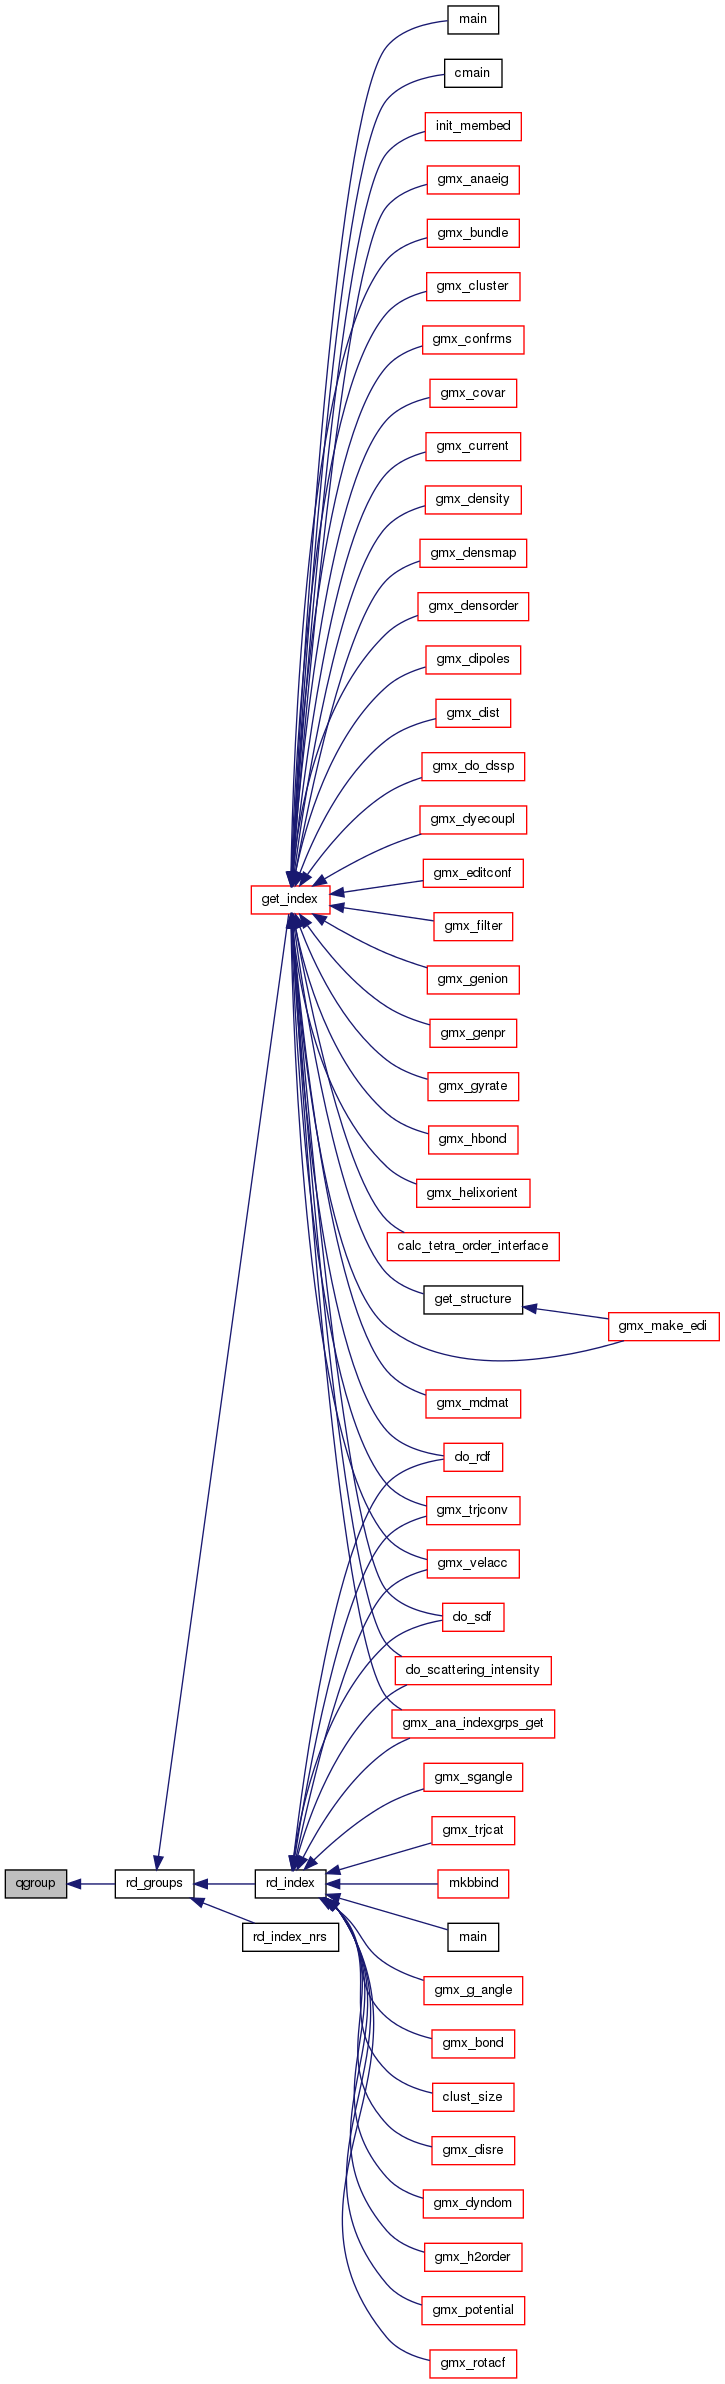 main
cmain
init_membed
gmx_anaeig
gmx_bundle
gmx_cluster
gmx_confrms
gmx_covar
gmx_current
gmx_density
gmx_densmap
gmx_densorder
gmx_dipoles
gmx_dist
gmx_do_dssp
gmx_dyecoupl
gmx_editconf
get_index
gmx_filter
gmx_genion
gmx_genpr
gmx_gyrate
gmx_hbond
gmx_helixorient
calc_tetra_order_interface
get_structure
gmx_make_edi
gmx_mdmat
do_rdf
gmx_trjconv
gmx_velacc
do_sdf
do_scattering_intensity
gmx_ana_indexgrps_get
gmx_sgangle
gmx_trjcat
qgroup
rd_groups
rd_index
mkbbind
rd_index_nrs
main
gmx_g_angle
gmx_bond
clust_size
gmx_disre
gmx_dyndom
gmx_h2order
gmx_potential
gmx_rotacf